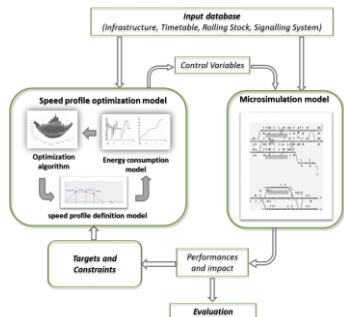 Input database
(Infrastructure, Timetable, Rolling Stock, Signalling System)
Control Variables
Speed profile optimization model
Optimization
algorithm
Energy consumption
model
speed profile definition model
Microsimulation model
Targets and
Constraints
Performances
and impact
Evaluation